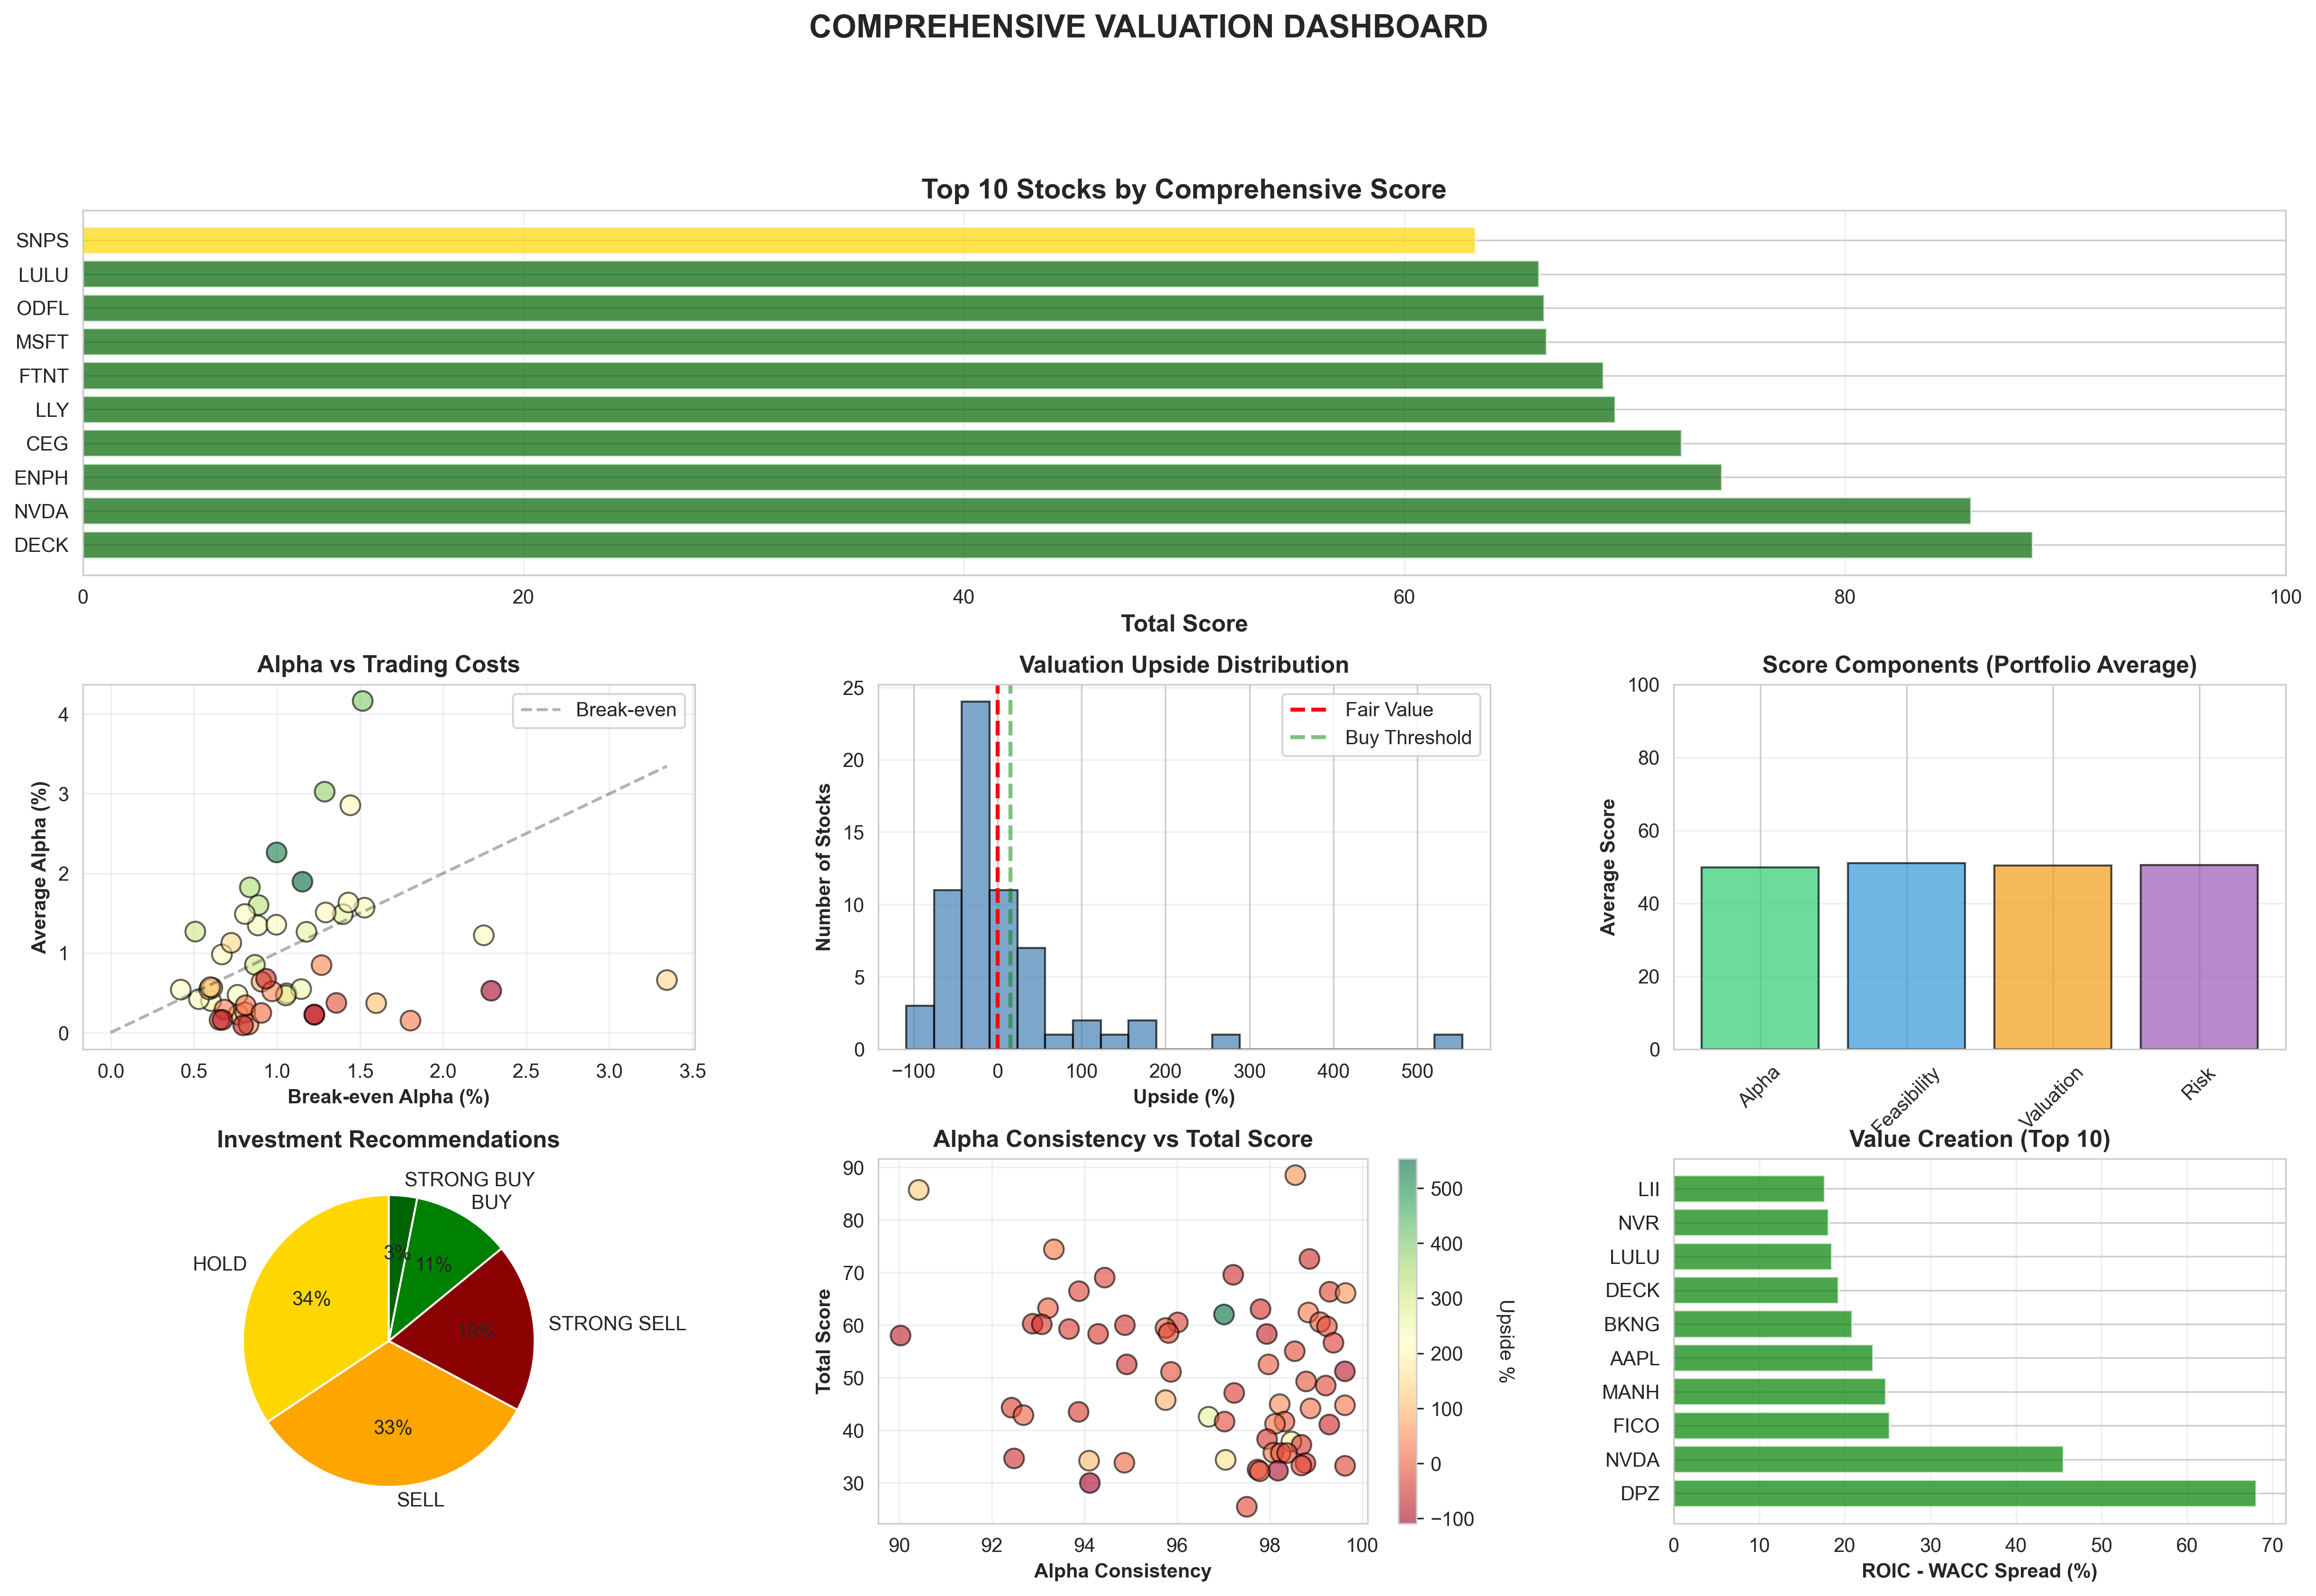 COMPREHENSIVE VALUATION DASHBOARD
Top 10 Stocks by Comprehensive Score
SNPS
LULU
ODFL
MSFT
FTNT
LLY
CEG
ENPH
NVDA
DECK
0 20 40 60 80 100
Total Score
Alpha vs Trading Costs
Break-even
Average Alpha (%)
4
3
2
1
0
0.0 0.5 1.0 1.5 2.0 2.5 3.0 3.5
Break-even Alpha (%)
Valuation Upside Distribution
Fair Value
Buy Threshold
Number of Stocks
25
20
15
10
5
0
−100 0 100 200 300 400 500
Upside (%)
Score Components (Portfolio Average)
Average Score
100
80
60
40
20
0
Alpha
Feasibility
Valuation
Risk
Investment Recommendations
STRONG BUY
BUY
HOLD
STRONG SELL
SELL
3%
11%
34%
19%
33%
Alpha Consistency vs Total Score
Total Score
90
80
70
60
50
40
30
90 92 94 96 98 100
Alpha Consistency
500
400
300
200
100
0
−100
Upside %
Value Creation (Top 10)
LII
NVR
LULU
DECK
BKNG
AAPL
MANH
FICO
NVDA
DPZ
0 10 20 30 40 50 60 70
ROIC - WACC Spread (%)